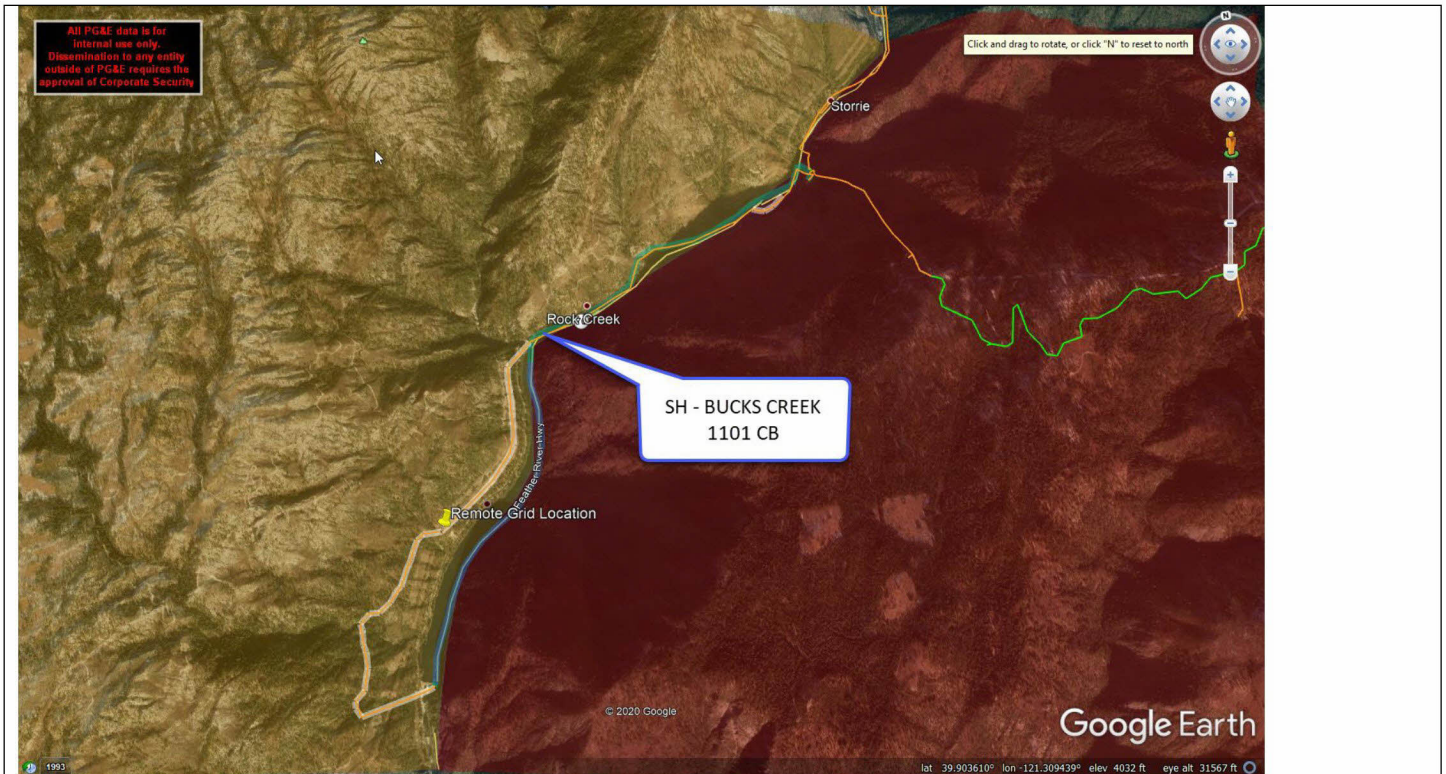 All PG&E data is for
internal use only.
Dissemination to any entity
outside of PG&E requires the
approval of Corporate Security
N
Click and drag to rotate, or click "N" to reset to north
Storrie
Rock Creek
SH - BUCKS CREEK
1101 CB
Feather River Hwy
Remote Grid Location
© 2020 Google
Google Earth
1993
lat 39.903610° lon -121.309439° elev 4032 ft eye alt 31567 ft